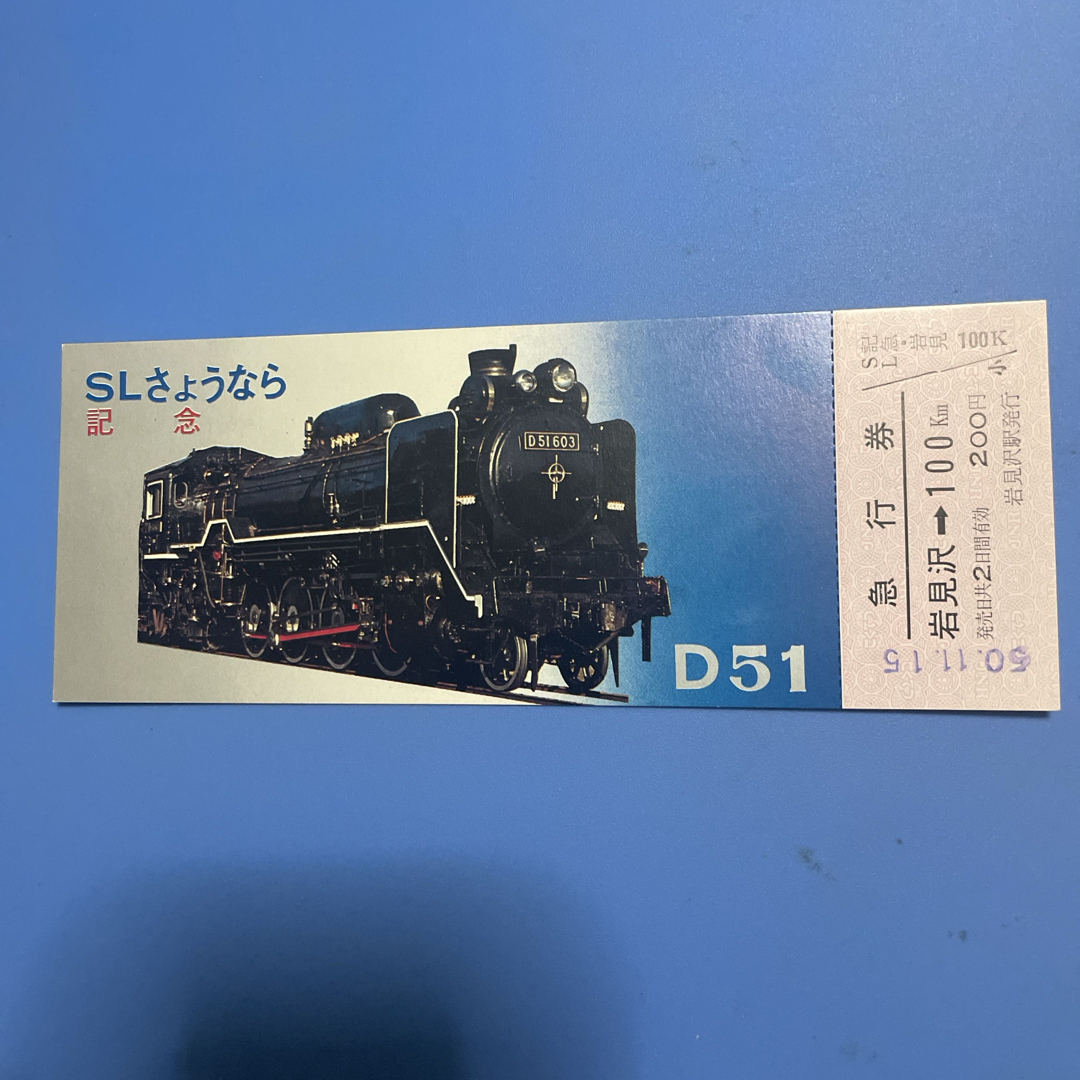 SLさょうなら
記念
D51603
D51
SL記急・岩見 100K
小
急行券
岩見沢→100Km
発売日共2日間有効 200円
岩見沢駅発行
50.11.15